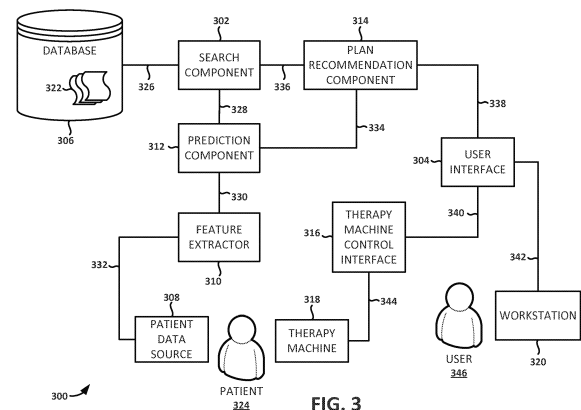 302
314
DATABASE
SEARCH
COMPONENT
PLAN
RECOMMENDATION
COMPONENT
322
326
336
306
328
334
338
312
PREDICTION
COMPONENT
304
USER
INTERFACE
330
340
FEATURE
EXTRACTOR
316
THERAPY
MACHINE
CONTROL
INTERFACE
332
310
342
308
318
344
PATIENT
DATA
SOURCE
THERAPY
MACHINE
WORKSTATION
320
USER
346
300
PATIENT
324
FIG. 3